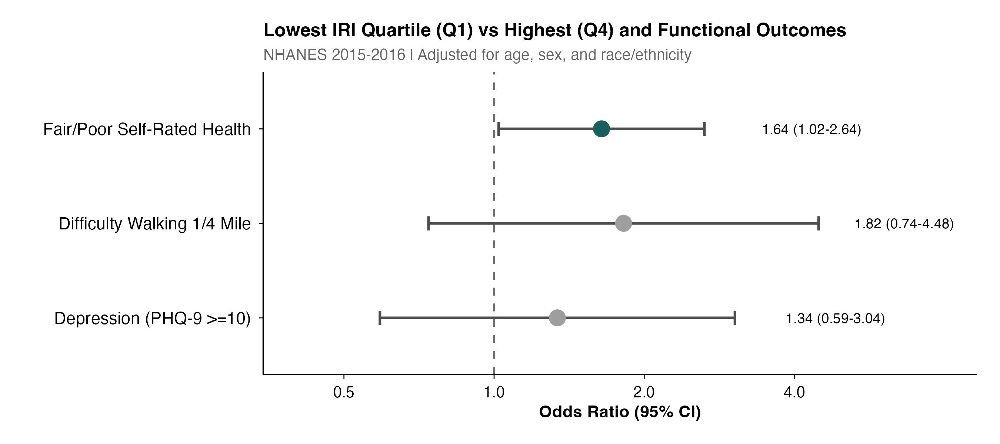 Lowest IRI Quartile (Q1) vs Highest (Q4) and Functional Outcomes
NHANES 2015-2016 | Adjusted for age, sex, and race/ethnicity
Fair/Poor Self-Rated Health
1.64 (1.02-2.64)
Difficulty Walking 1/4 Mile
1.82 (0.74-4.48)
Depression (PHQ-9 >=10)
1.34 (0.59-3.04)
0.5 1.0 2.0 4.0
Odds Ratio (95% CI)